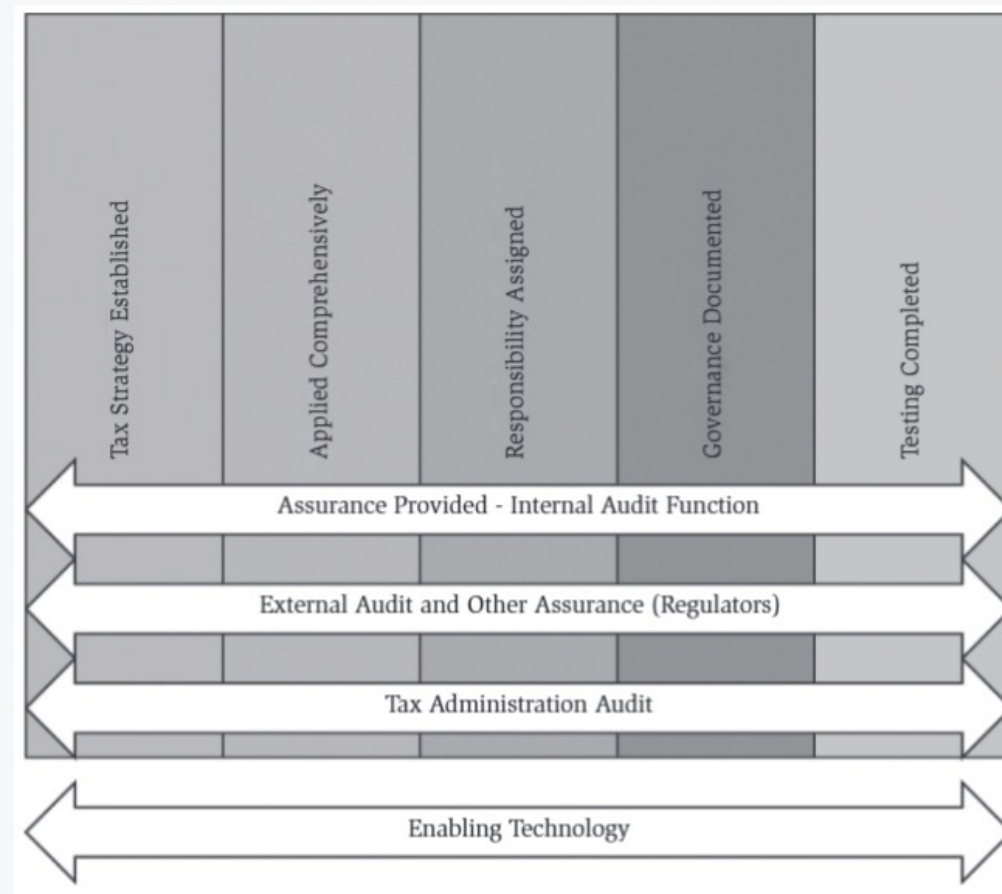 Tax Strategy Established
Applied Comprehensively
Responsibility Assigned
Governance Documented
Testing Completed
Assurance Provided - Internal Audit Function
External Audit and Other Assurance (Regulators)
Tax Administration Audit
Enabling Technology